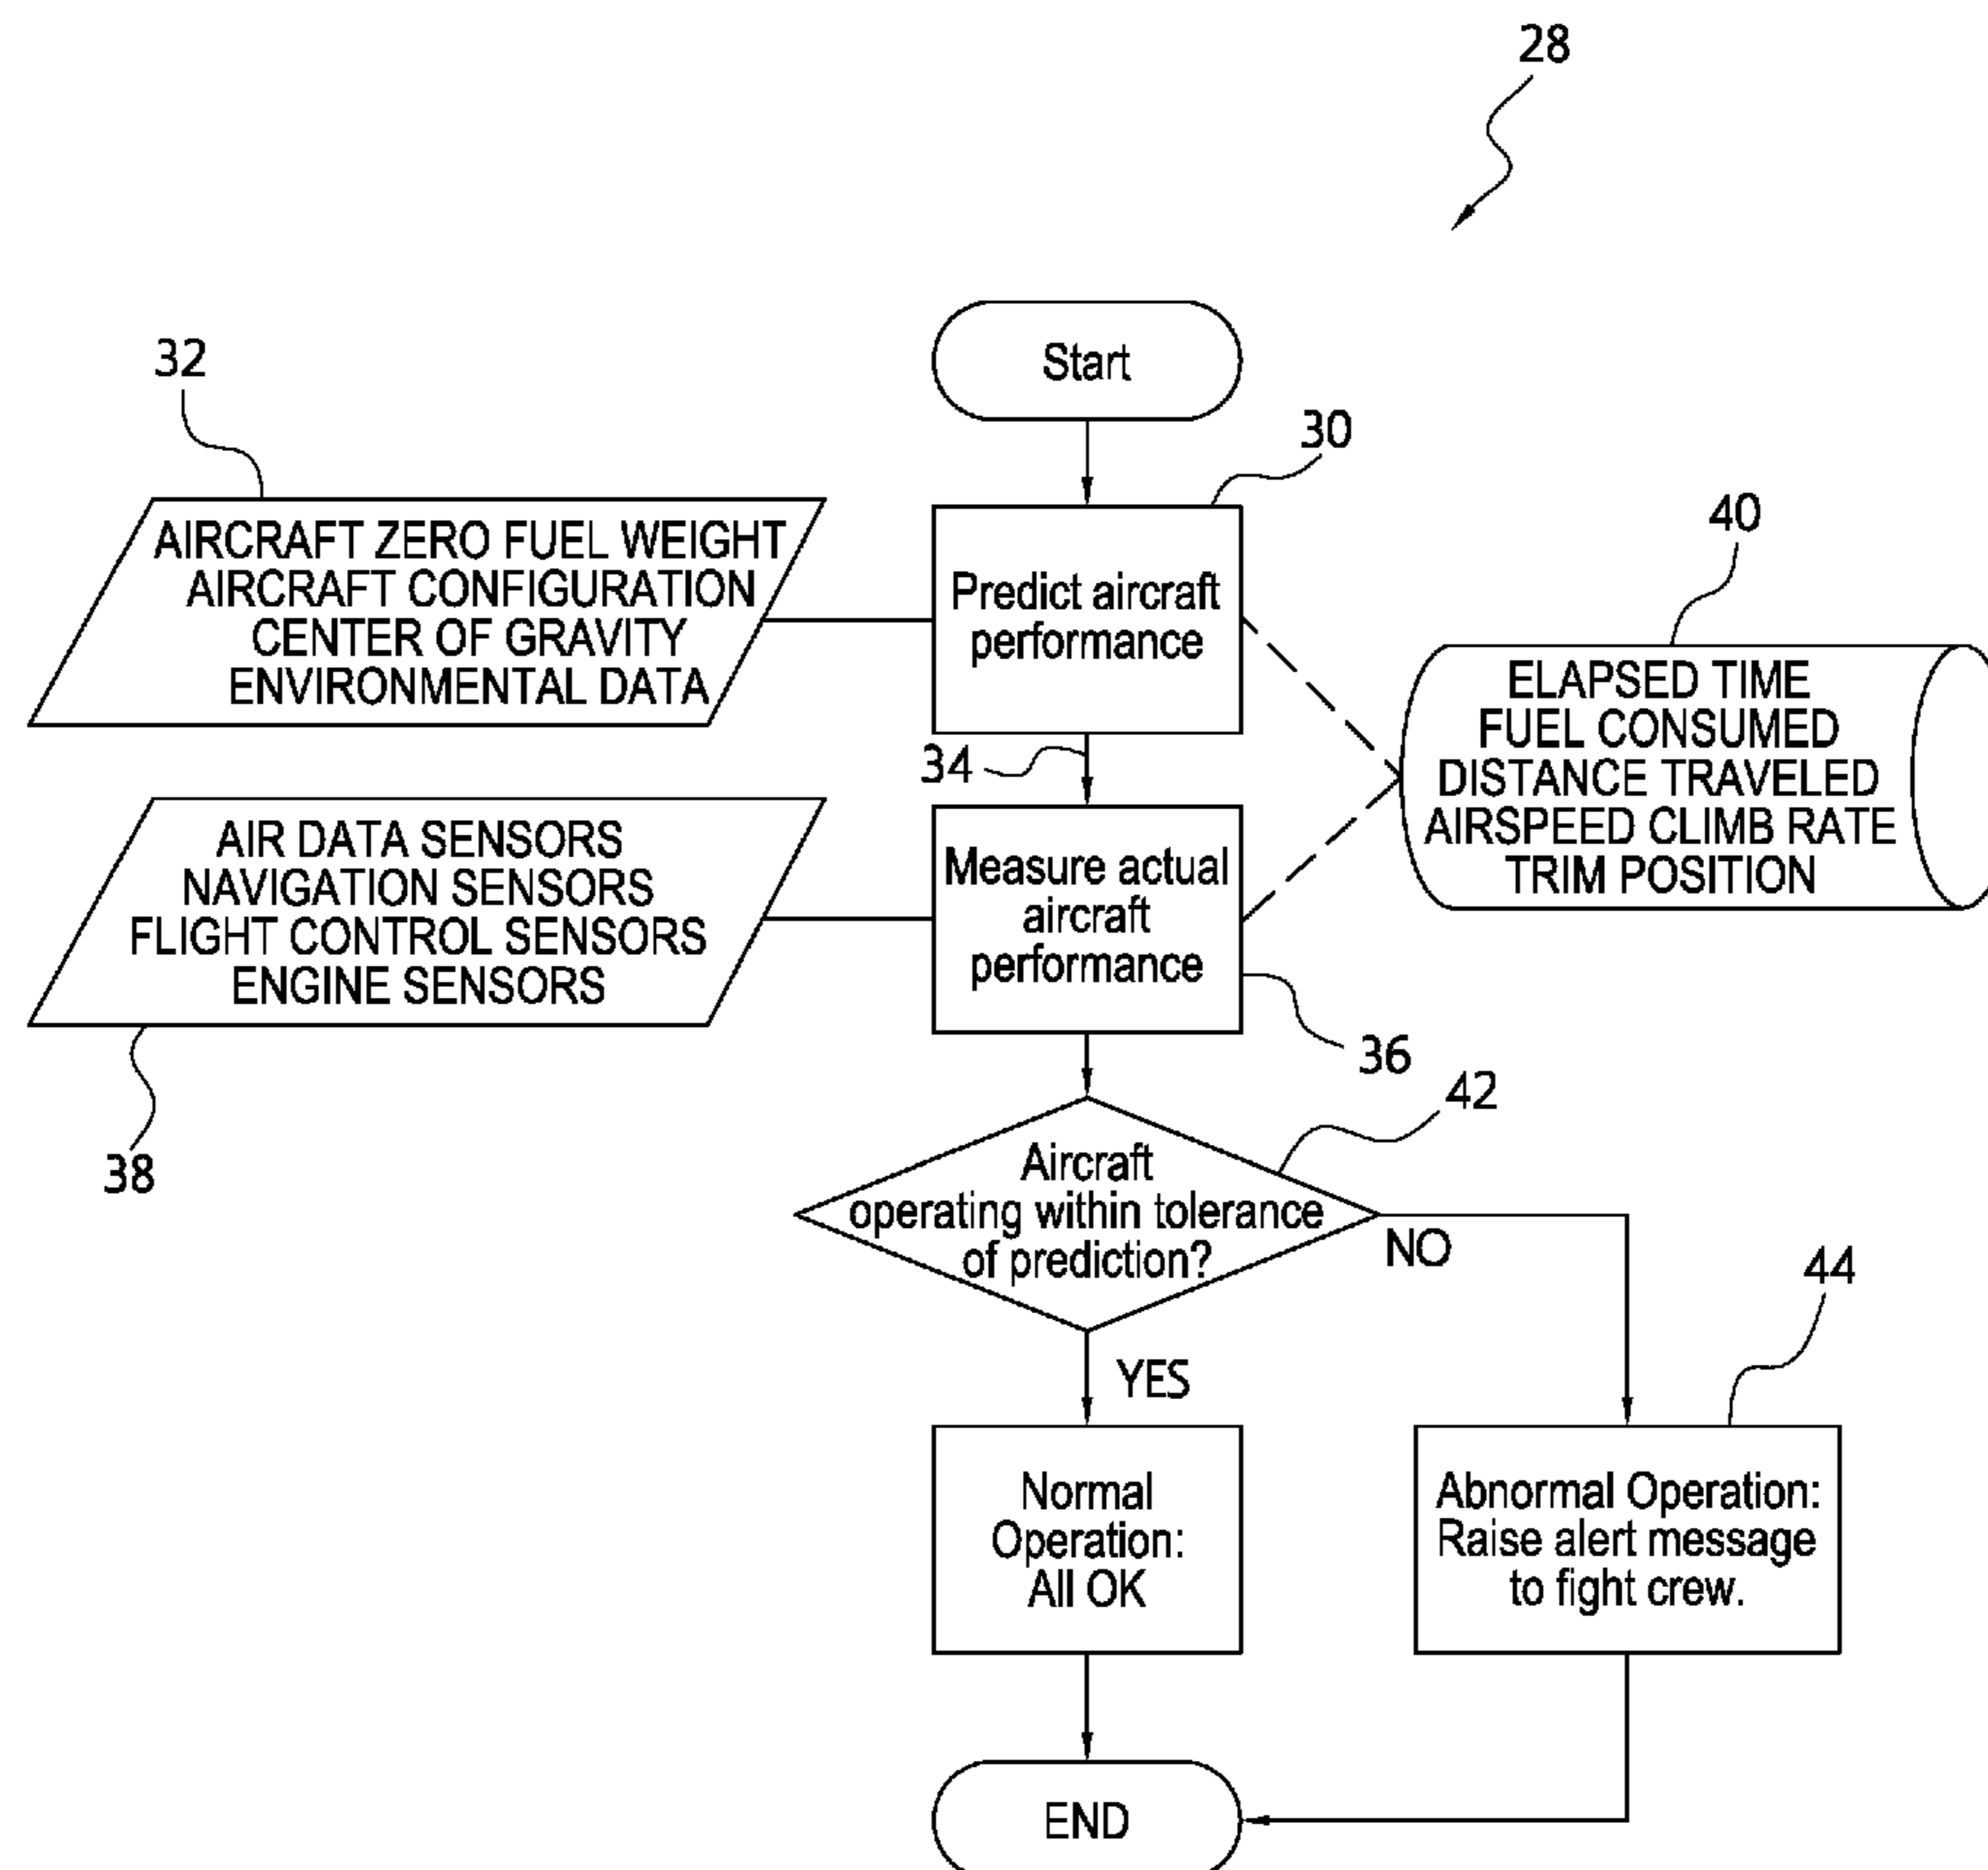 28
Start
32
30
AIRCRAFT ZERO FUEL WEIGHT
AIRCRAFT CONFIGURATION
CENTER OF GRAVITY
ENVIRONMENTAL DATA
Predict aircraft
performance
40
ELAPSED TIME
FUEL CONSUMED
DISTANCE TRAVELED
AIRSPEED CLIMB RATE
TRIM POSITION
34
AIR DATA SENSORS
NAVIGATION SENSORS
FLIGHT CONTROL SENSORS
ENGINE SENSORS
Measure actual
aircraft
performance
36
38
42
Aircraft
operating within tolerance
of prediction?
NO
YES
44
Normal
Operation:
All OK
Abnormal Operation:
Raise alert message
to fight crew.
END